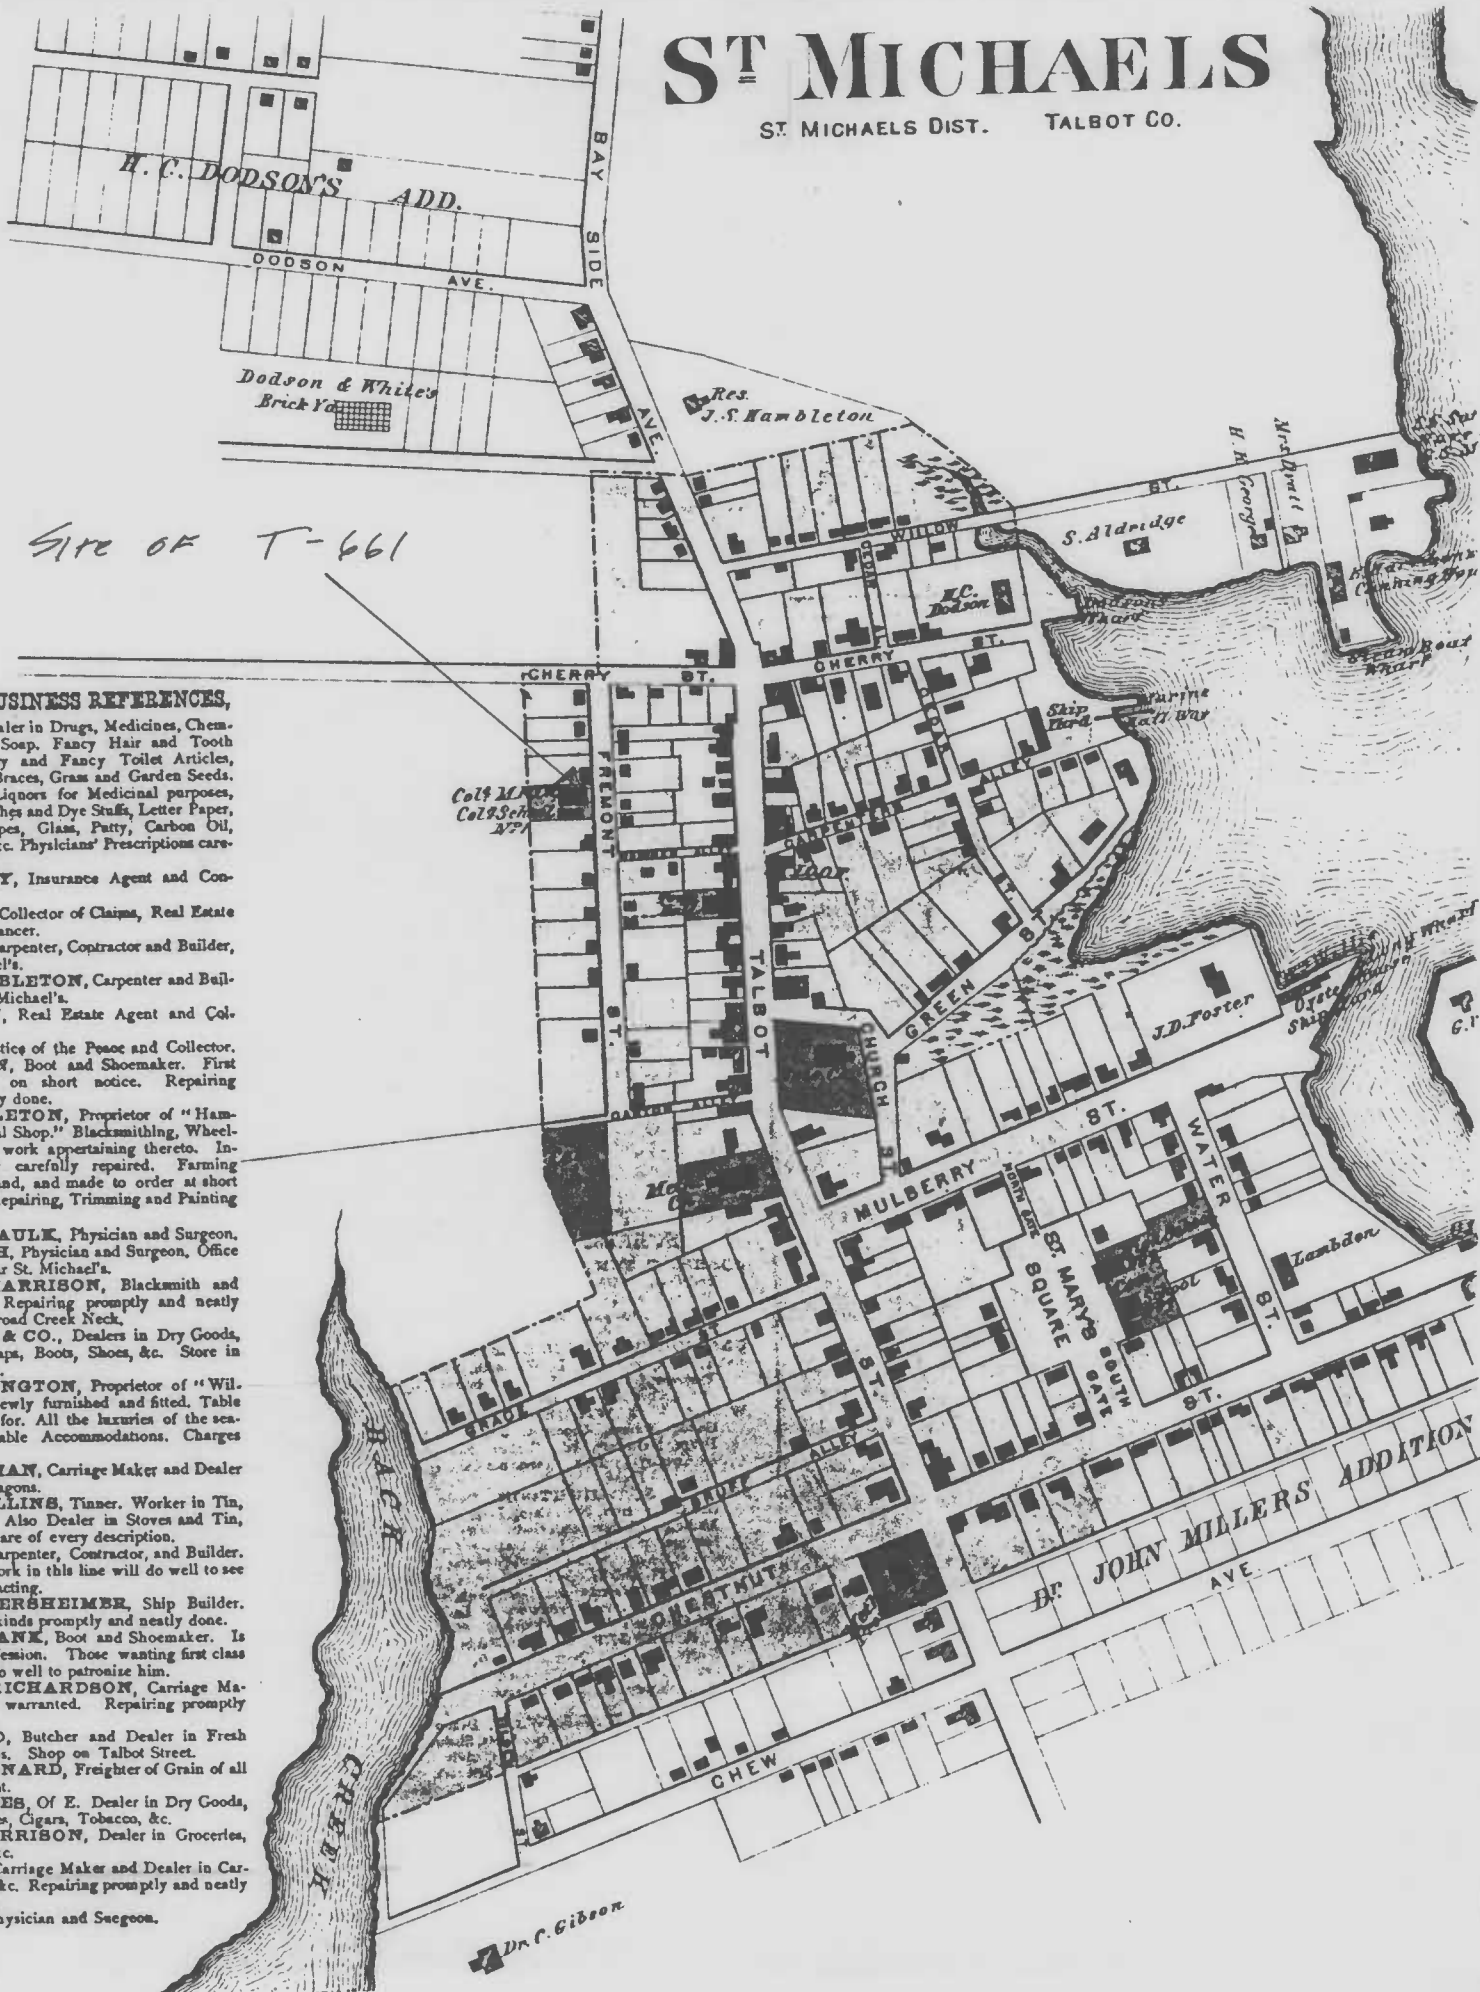 ST MICHAELS
ST. MICHAELS DIST. TALBOT CO.
H. C. DODSON'S ADD.
BAY SIDE AVE.
DODSON AVE.
Dodson & White's
Brick Ya
Res.
J.S. Hambleton
Site of T-661
WILLOW ST.
CEDAR
S. Aldridge
H. K. George
H.C.
Dodson
Steam Boat
Wharf
CHERRY ST.
CHERRY ST.
Ship
Yard
Marine
Rail Way
ALLEY
CARPENTERS
FREMONT ST.
TALBOT ST.
GREEN ST.
CHURCH ST.
J.D. Foster
MULBERRY ST.
WATER ST.
NORTH GATE
ST. MARY'S SQUARE
SOUTH GATE
Lambdon
GRACE
ALLEY
CHESTNUT
ST.
DR. JOHN MILLERS ADDITION
AVE
CHEW
BACK CREEK
Dr. C. Gibson
USINESS REFERENCES,
aler in Drugs, Medicines, Chem-
Soap, Fancy Hair and Tooth
y and Fancy Toilet Articles,
Braces, Grass and Garden Seeds.
Liquors for Medicinal purposes,
hes and Dye Stuffs, Letter Paper,
pes, Glass, Putty, Carbon Oil,
c. Physicians' Prescriptions care-
Y, Insurance Agent and Con-
Collector of Claims, Real Estate
ancer.
arpenter, Contractor and Builder,
el's.
BLETON, Carpenter and Buil-
Michael's.
, Real Estate Agent and Col-
tice of the Peace and Collector.
N, Boot and Shoemaker. First
on short notice. Repairing
y done.
LETON, Proprietor of "Ham-
l Shop." Blacksmithing, Wheel-
work appertaining thereto. In-
carefully repaired. Farming
and, and made to order at short
epairing, Trimming and Painting
AULK, Physician and Surgeon.
H, Physician and Surgeon, Office
r St. Michael's.
ARRISON, Blacksmith and
Repairing promptly and neatly
road Creek Neck.
& CO., Dealers in Dry Goods,
aps, Boots, Shoes, &c. Store in
NGTON, Proprietor of "Wil-
ewly furnished and fitted. Table
for. All the luxuries of the sea-
able Accommodations. Charges
MAN, Carriage Maker and Dealer
agons.
LLINS, Tinner. Worker in Tin,
Also Dealer in Stoves and Tin,
are of every description.
arpenter, Contractor, and Builder.
ork in this line will do well to see
acting.
ERSHEIMER, Ship Builder.
kinds promptly and neatly done.
ANK, Boot and Shoemaker. Is
ession. Those wanting first class
o well to patronize him.
RICHARDSON, Carriage Ma-
warranted. Repairing promptly
D, Butcher and Dealer in Fresh
s. Shop on Talbot Street.
NARD, Freighter of Grain of all
t.
ES, Of E. Dealer in Dry Goods,
es, Cigars, Tobacco, &c.
RRISON, Dealer in Groceries,
c.
Carriage Maker and Dealer in Car-
&c. Repairing promptly and neatly
hysician and Surgeon.